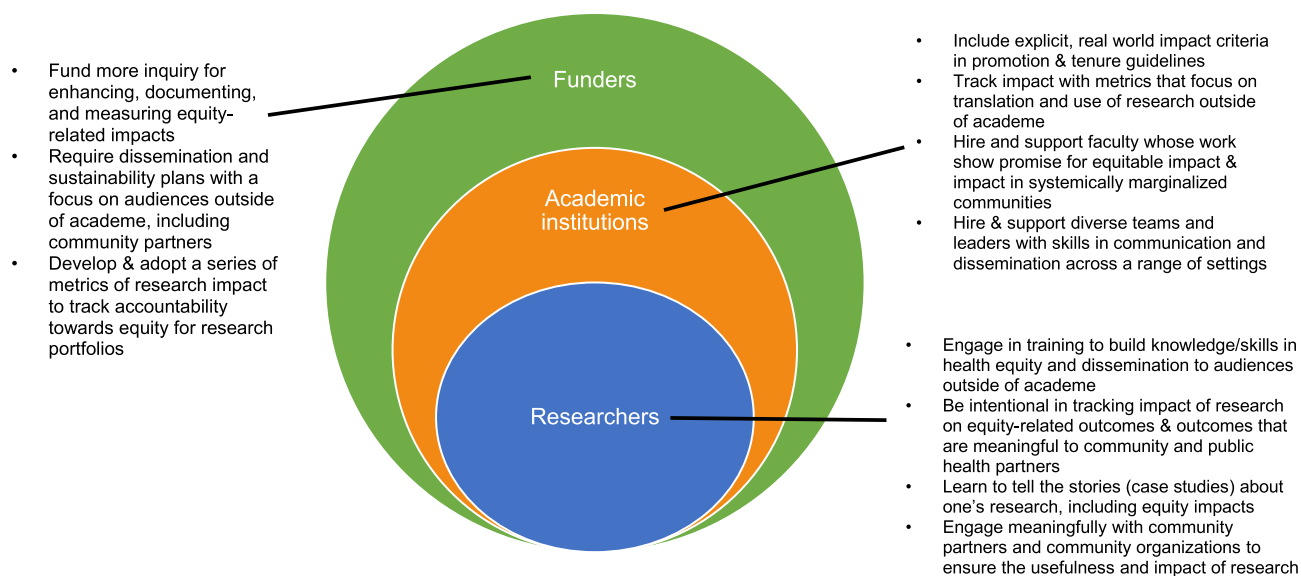 • Fund more inquiry for
enhancing, documenting,
and measuring equity-
related impacts
• Require dissemination and
sustainability plans with a
focus on audiences outside
of academe, including
community partners
• Develop & adopt a series of
metrics of research impact
to track accountability
towards equity for research
portfolios
Funders
Academic
institutions
Researchers
• Include explicit, real world impact criteria
in promotion & tenure guidelines
• Track impact with metrics that focus on
translation and use of research outside
of academe
• Hire and support faculty whose work
show promise for equitable impact &
impact in systemically marginalized
communities
• Hire & support diverse teams and
leaders with skills in communication and
dissemination across a range of settings
• Engage in training to build knowledge/skills in
health equity and dissemination to audiences
outside of academe
• Be intentional in tracking impact of research
on equity-related outcomes & outcomes that
are meaningful to community and public
health partners
• Learn to tell the stories (case studies) about
one's research, including equity impacts
• Engage meaningfully with community
partners and community organizations to
ensure the usefulness and impact of research